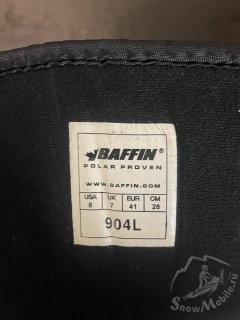 BAFFIN
POLAR PROVEN
WWW.BAFFIN.COM
USA UK EUR CM
8 7 41 26
904L
SnowMobile.ru